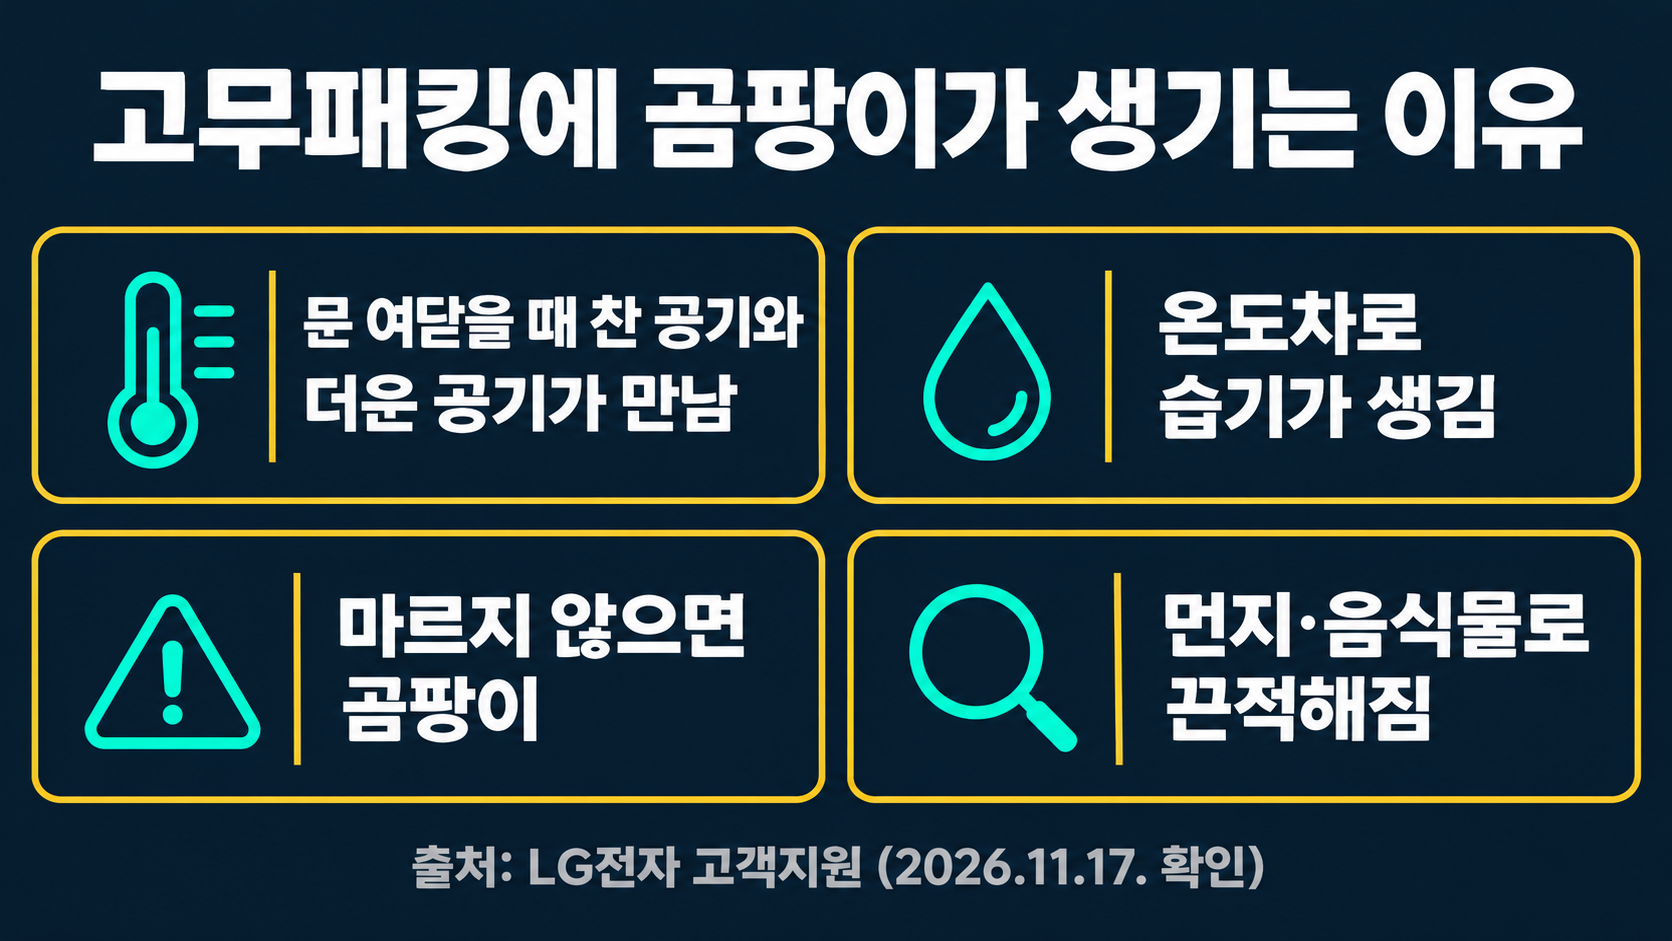 고무패킹에 곰팡이가 생기는 이유
문 여닫을 때 찬 공기와
더운 공기가 만남
온도차로
습기가 생김
마르지 않으면
곰팡이
먼지·음식물로
끈적해짐
출처: LG전자 고객지원 (2026.11.17. 확인)